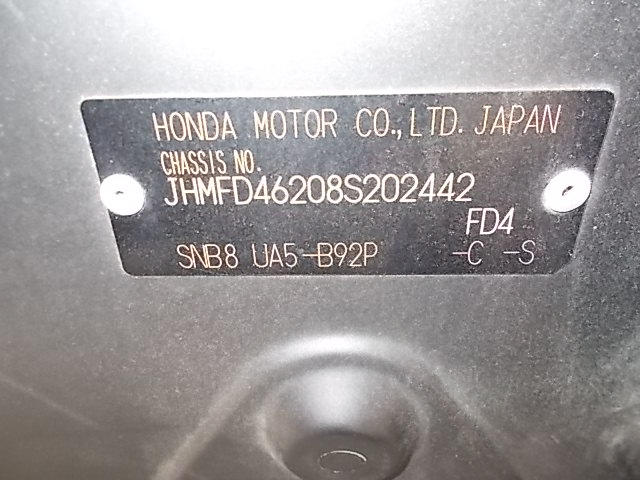 HONDA MOTOR CO.,LTD. JAPAN
CHASSIS NO.
JHMFD46208S202442
FD4
SNB8 UA5-B92P -C -S